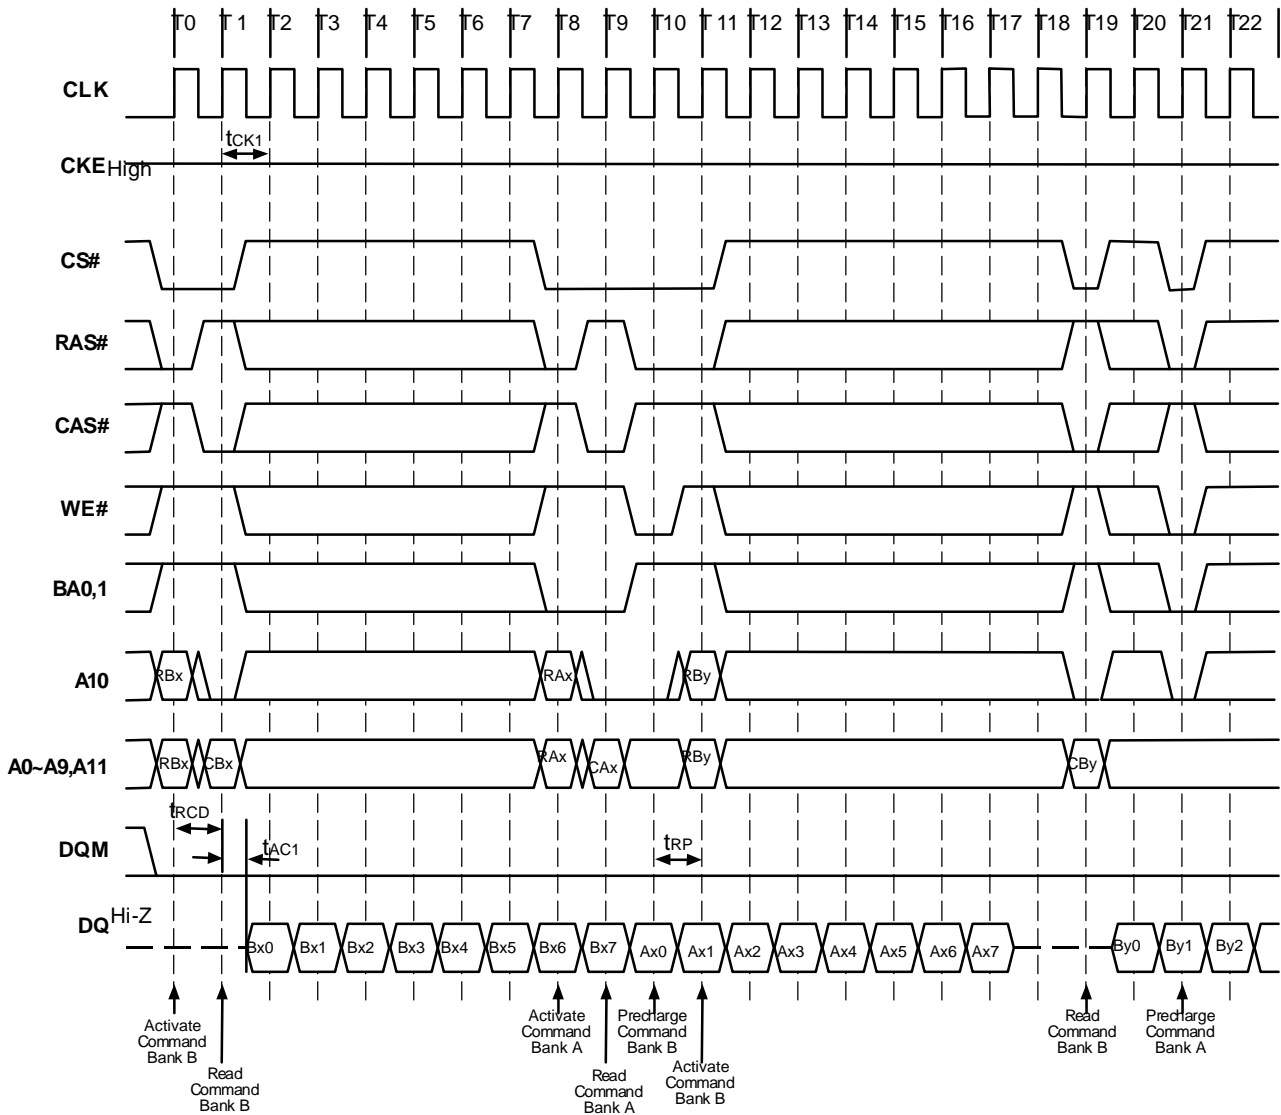 T0 T 1 T2 T3 T4 T5 T6 T7 T8 T9 T10 T 11 T12 T13 T14 T15 T16 T17 T18 T19 T20 T21 T22
CLK
tCK1
CKE High
CS#
RAS#
CAS#
WE#
BA0,1
A10 RBx RAx RBy
A0~A9,A11 RBx CBx RAx CAx RBy CBy
tRCD
DQM tAC1 tRP
DQ Hi-Z
Bx0 Bx1 Bx2 Bx3 Bx4 Bx5 Bx6 Bx7 Ax0 Ax1 Ax2 Ax3 Ax4 Ax5 Ax6 Ax7 By0 By1 By2
Activate
Command
Bank B
Read
Command
Bank B
Activate
Command
Bank A
Read
Command
Bank A
Precharge
Command
Bank B
Activate
Command
Bank B
Read
Command
Bank B
Precharge
Command
Bank A